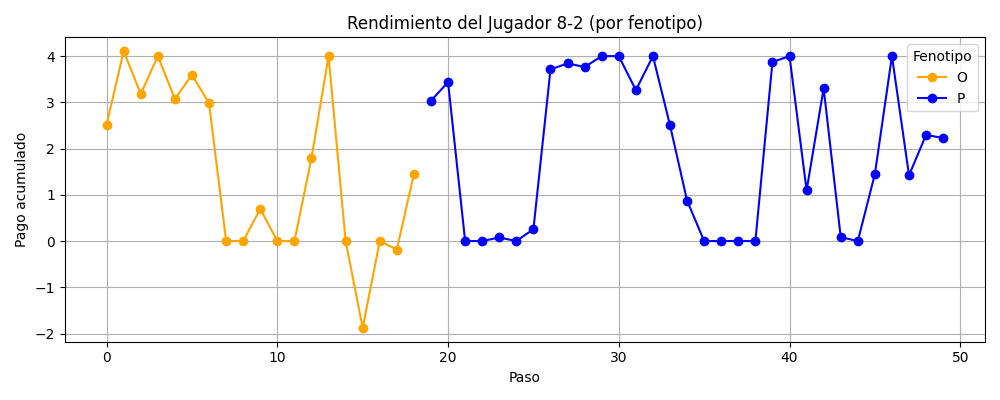 Rendimiento del Jugador 8-2 (por fenotipo)
Pago acumulado
4
3
2
1
0
−1
−2
Fenotipo
O
P
0 10 20 30 40 50
Paso